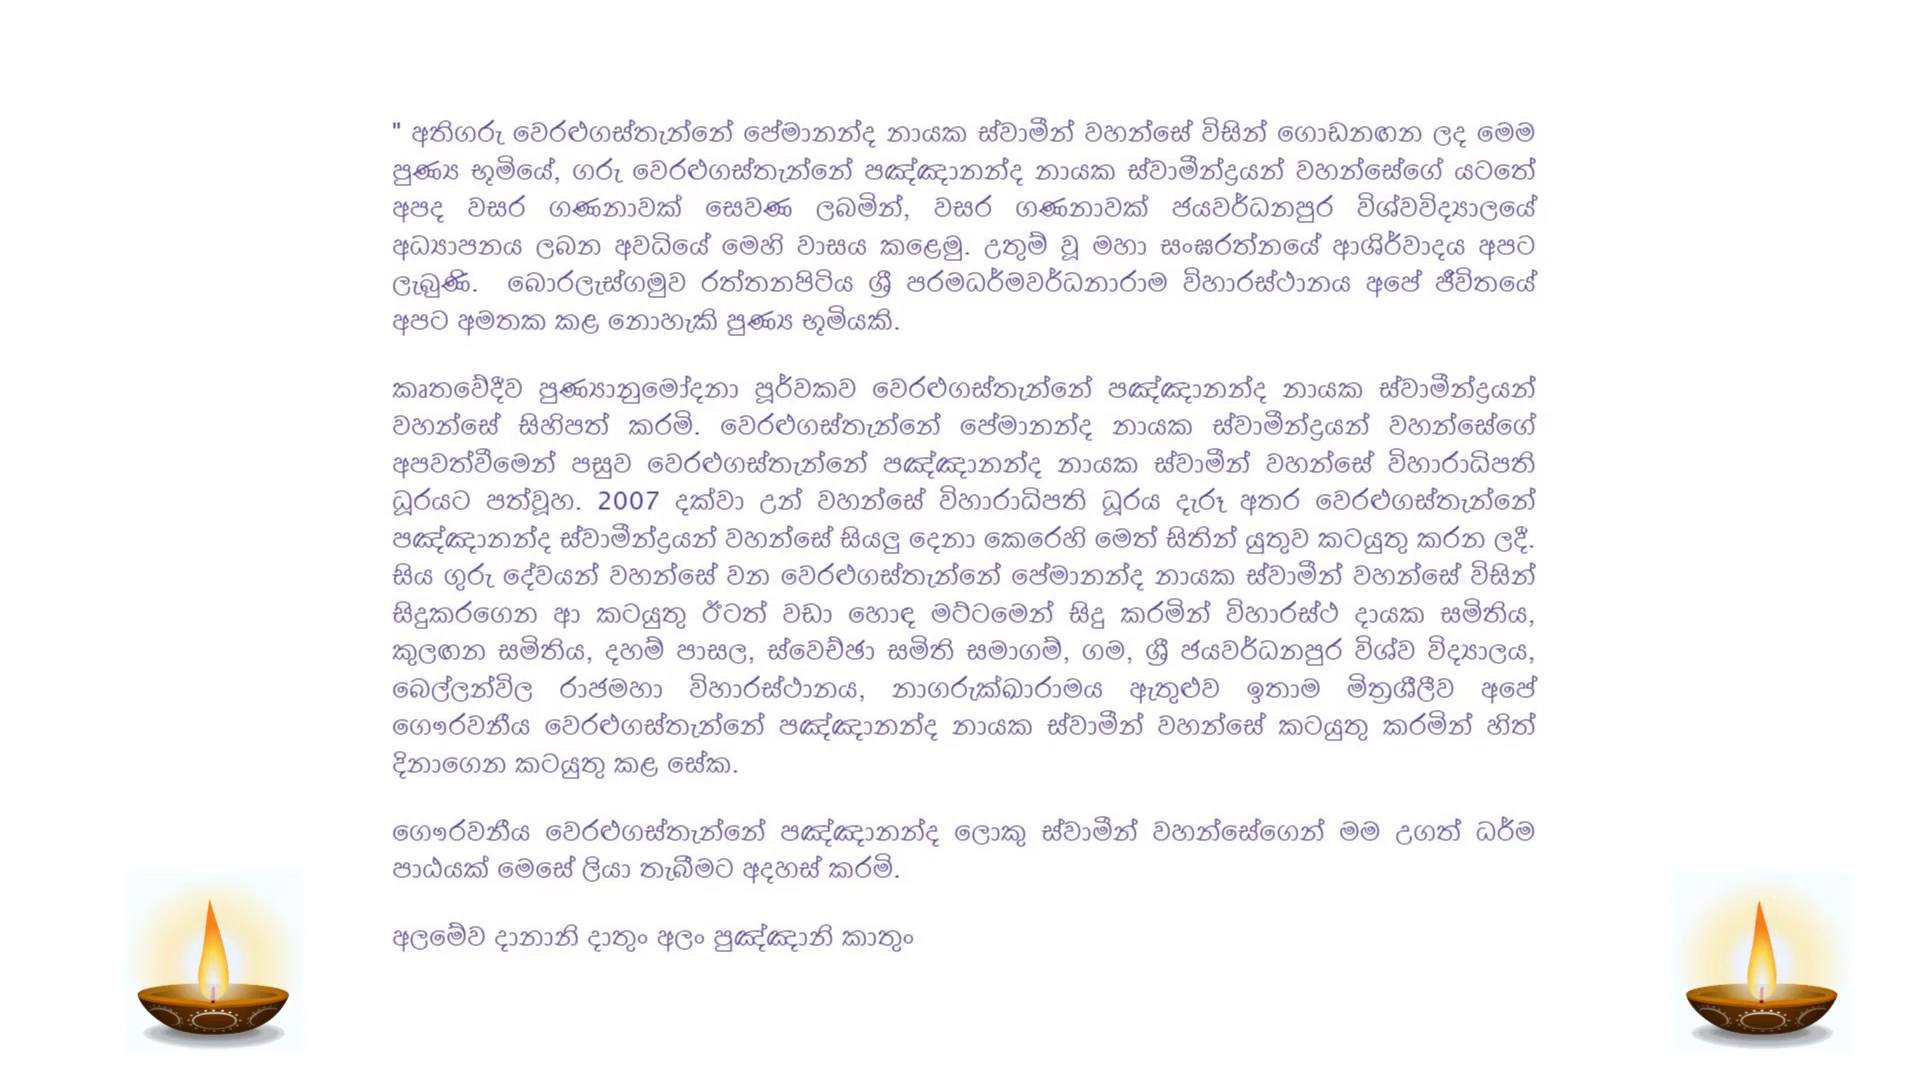 " අතිගරු වෙරළුගස්තැන්නේ පේමානන්ද නායක ස්වාමීන් වහන්සේ විසින් ගොඩනඟන ලද මෙම
පුණ්‍ය භූමියේ, ගරු වෙරළුගස්තැන්නේ පඤ්ඤානන්ද නායක ස්වාමීන්ද්‍රයන් වහන්සේගේ යටතේ
අපද වසර ගණනාවක් සෙවණ ලබමින්, වසර ගණනාවක් ජයවර්ධනපුර විශ්වවිද්‍යාලයේ
අධ්‍යාපනය ලබන අවධියේ මෙහි වාසය කළෙමු. උතුම් වූ මහා සංඝරත්නයේ ආශිර්වාදය අපට
ලැබුණි. බොරලැස්ගමුව රත්තනපිටිය ශ්‍රී පරමධර්මවර්ධනාරාම විහාරස්ථානය අපේ ජීවිතයේ
අපට අමතක කළ නොහැකි පුණ්‍ය භූමියකි.
කෘතවේදීව පුණ්‍යානුමෝදනා පූර්වකව වෙරළුගස්තැන්නේ පඤ්ඤානන්ද නායක ස්වාමීන්ද්‍රයන්
වහන්සේ සිහිපත් කරමි. වෙරළුගස්තැන්නේ පේමානන්ද නායක ස්වාමීන්ද්‍රයන් වහන්සේගේ
අපවත්වීමෙන් පසුව වෙරළුගස්තැන්නේ පඤ්ඤානන්ද නායක ස්වාමීන් වහන්සේ විහාරාධිපති
ධූරයට පත්වූහ. 2007 දක්වා උන් වහන්සේ විහාරාධිපති ධූරය දැරූ අතර වෙරළුගස්තැන්නේ
පඤ්ඤානන්ද ස්වාමීන්ද්‍රයන් වහන්සේ සියලු දෙනා කෙරෙහි මෙත් සිතින් යුතුව කටයුතු කරන ලදී.
සිය ගුරු දේවයන් වහන්සේ වන වෙරළුගස්තැන්නේ පේමානන්ද නායක ස්වාමීන් වහන්සේ විසින්
සිදුකරගෙන ආ කටයුතු ඊටත් වඩා හොඳ මට්ටමෙන් සිදු කරමින් විහාරස්ථ දායක සමිතිය,
කුලඟන සමිතිය, දහම් පාසල, ස්වෙච්ඡා සමිති සමාගම්, ගම, ශ්‍රී ජයවර්ධනපුර විශ්ව විද්‍යාලය,
බෙල්ලන්විල රාජමහා විහාරස්ථානය, නාගරුක්ඛාරාමය ඇතුළුව ඉතාම මිත්‍රශීලීව අපේ
ගෞරවනීය වෙරළුගස්තැන්නේ පඤ්ඤානන්ද නායක ස්වාමීන් වහන්සේ කටයුතු කරමින් හිත්
දිනාගෙන කටයුතු කළ සේක.
ගෞරවනීය වෙරළුගස්තැන්නේ පඤ්ඤානන්ද ලොකු ස්වාමීන් වහන්සේගෙන් මම උගත් ධර්ම
පාඨයක් මෙසේ ලියා තැබීමට අදහස් කරමි.
අලමේව දානානි දාතුං අලං පුඤ්ඤානි කාතුං